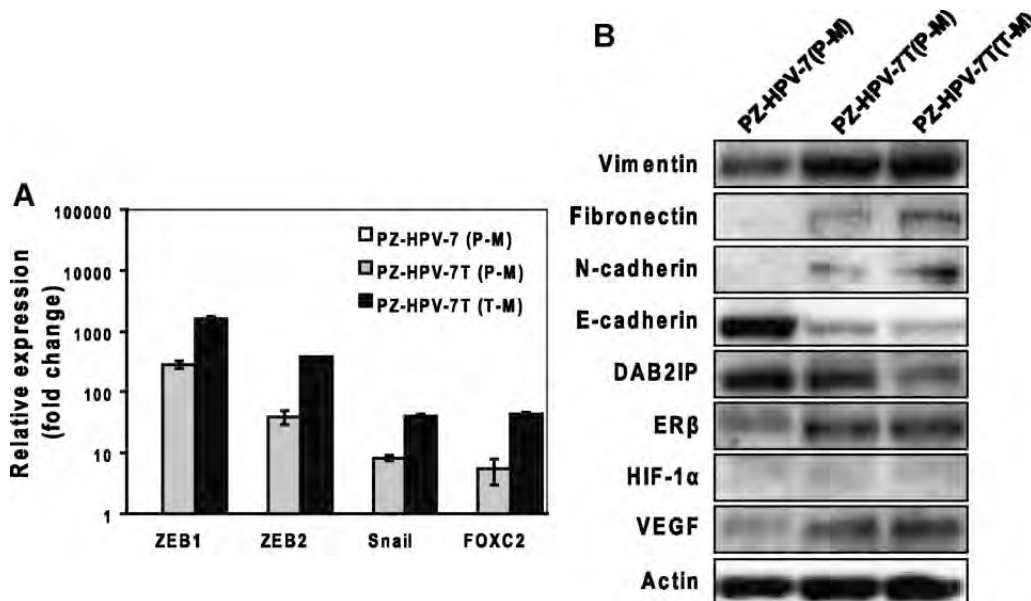 A
Relative expression
(fold change)
100000
10000
1000
100
10
1
PZ-HPV-7 (P-M)
PZ-HPV-7T (P-M)
PZ-HPV-7T (T-M)
ZEB1 ZEB2 Snail FOXC2
B
PZ-HPV-7(P-M)
PZ-HPV-7T(P-M)
PZ-HPV-7T(T-M)
Vimentin
Fibronectin
N-cadherin
E-cadherin
DAB2IP
ERβ
HIF-1α
VEGF
Actin